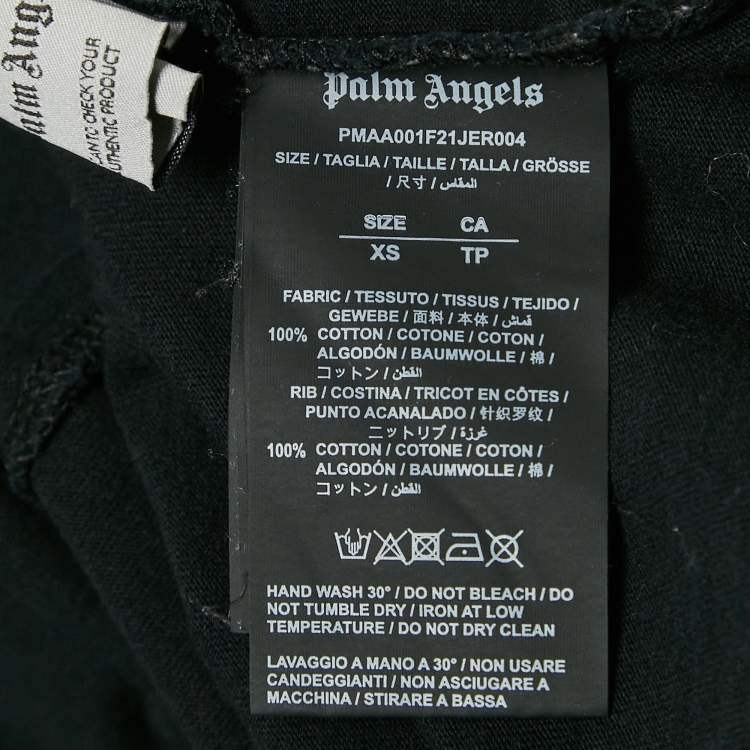 Palm Ang
CAN TO CHECK YOUR
UTHENTIC PRODUCT
Palm Angels
PMAA001F21JER004
SIZE / TAGLIA / TAILLE / TALLA / GRÖSSE
/ 尺寸 / المقاس
SIZE CA
XS TP
FABRIC / TESSUTO / TISSUS / TEJIDO /
GEWEBE / 面料 / 本体 / قماش
100% COTTON / COTONE / COTON /
ALGODÓN / BAUMWOLLE / 棉 /
コットン / القطن
RIB / COSTINA / TRICOT EN CÔTES /
PUNTO ACANALADO / 针织罗纹 /
ニットリブ / غرزة
100% COTTON / COTONE / COTON /
ALGODÓN / BAUMWOLLE / 棉 /
コットン / القطن
HAND WASH 30° / DO NOT BLEACH / DO
NOT TUMBLE DRY / IRON AT LOW
TEMPERATURE / DO NOT DRY CLEAN
LAVAGGIO A MANO A 30° / NON USARE
CANDEGGIANTI / NON ASCIUGARE A
MACCHINA / STIRARE A BASSA